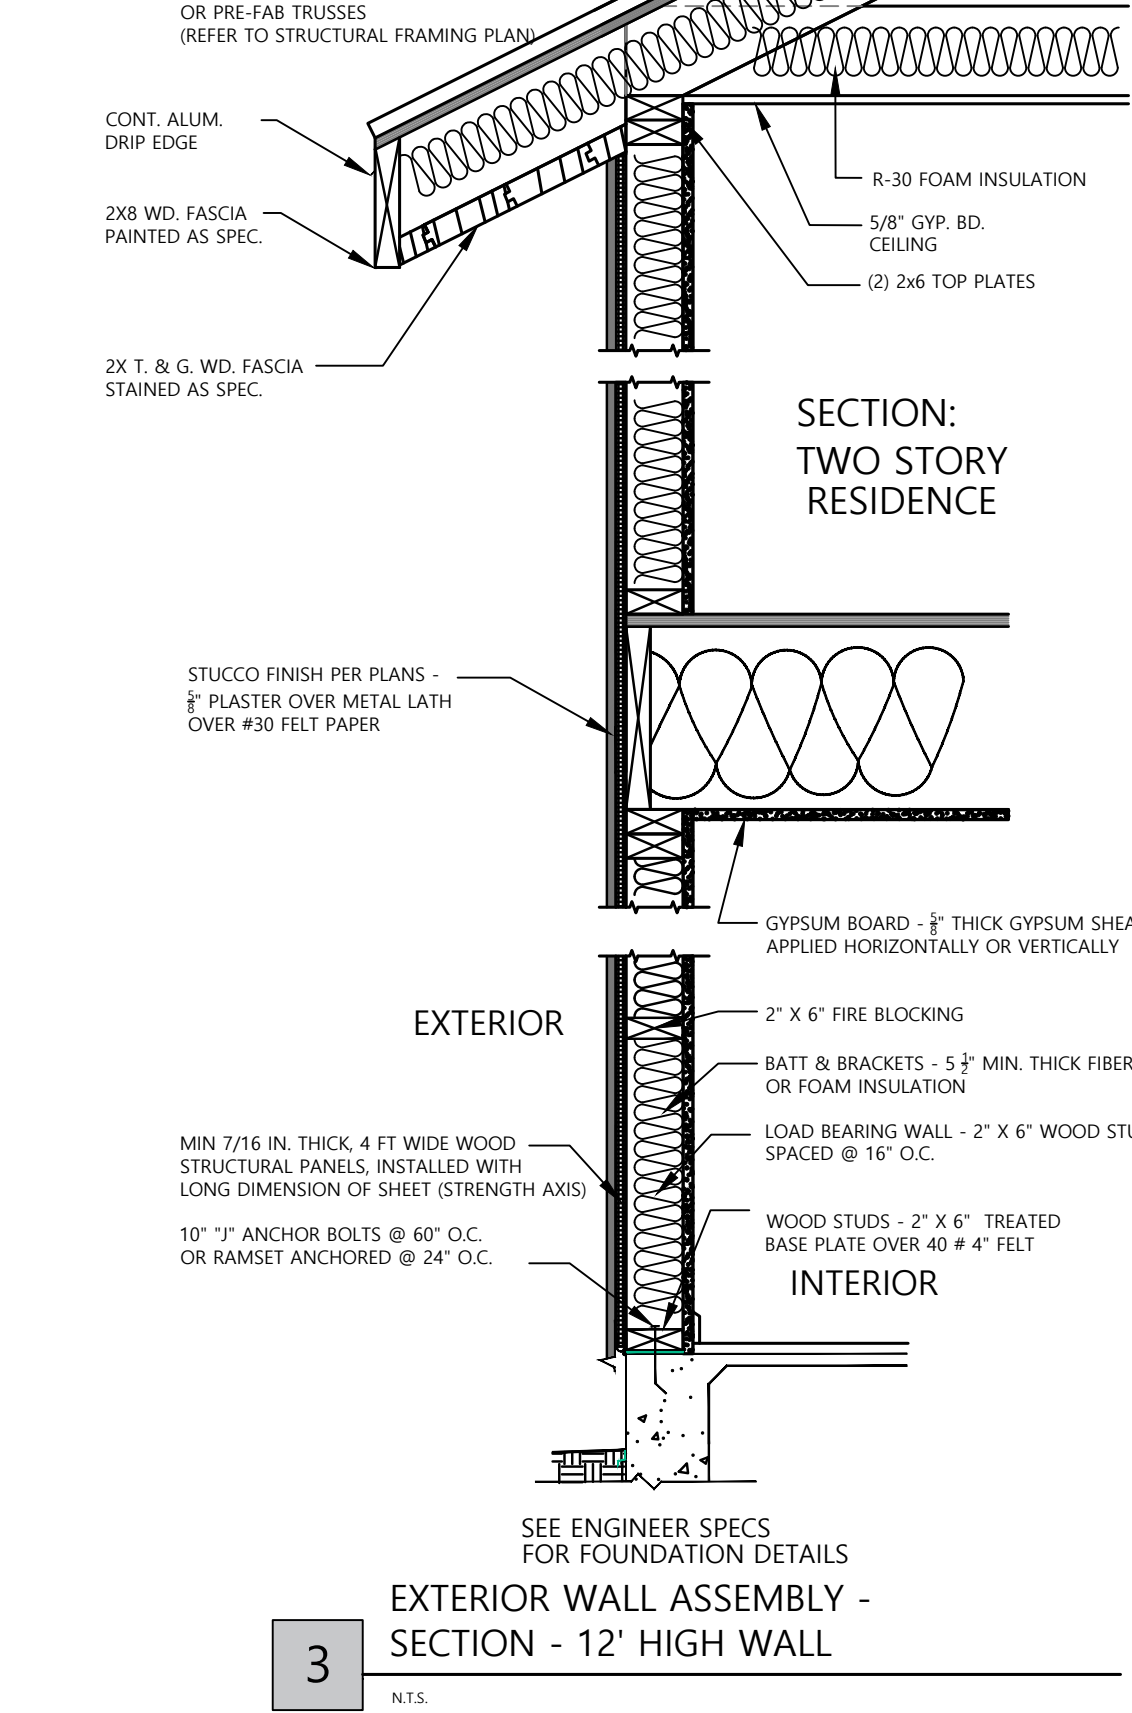 OR PRE-FAB TRUSSES
(REFER TO STRUCTURAL FRAMING PLAN)
CONT. ALUM.
DRIP EDGE
2X8 WD. FASCIA
PAINTED AS SPEC.
2X T. & G. WD. FASCIA
STAINED AS SPEC.
R-30 FOAM INSULATION
5/8" GYP. BD.
CEILING
(2) 2x6 TOP PLATES
SECTION:
TWO STORY
RESIDENCE
STUCCO FINISH PER PLANS -
5/8" PLASTER OVER METAL LATH
OVER #30 FELT PAPER
GYPSUM BOARD - 5/8" THICK GYPSUM
APPLIED HORIZONTALLY OR VERTICALLY
EXTERIOR
2" X 6" FIRE BLOCKING
BATT & BRACKETS - 5 1/2" MIN. THICK FIBER
OR FOAM INSULATION
LOAD BEARING WALL - 2" X 6" WOOD
SPACED @ 16" O.C.
MIN 7/16 IN. THICK, 4 FT WIDE WOOD
STRUCTURAL PANELS, INSTALLED WITH
LONG DIMENSION OF SHEET (STRENGTH AXIS)
10" "J" ANCHOR BOLTS @ 60" O.C.
OR RAMSET ANCHORED @ 24" O.C.
WOOD STUDS - 2" X 6" TREATED
BASE PLATE OVER 40 # 4" FELT
INTERIOR
SEE ENGINEER SPECS
FOR FOUNDATION DETAILS
3
EXTERIOR WALL ASSEMBLY -
SECTION - 12' HIGH WALL
N.T.S.